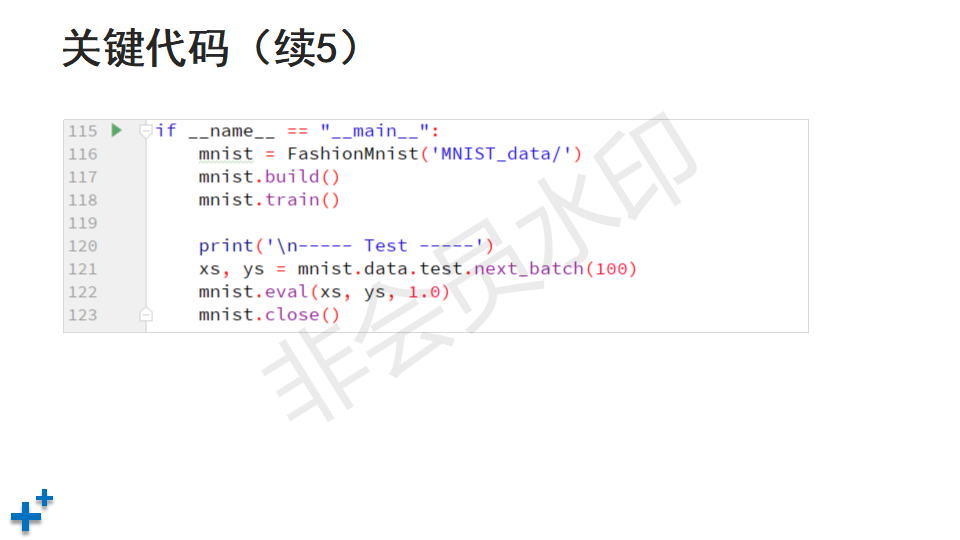 关键代码（续5）
115 if __name__ == "__main__":
116 mnist = FashionMnist('MNIST_data/')
117 mnist.build()
118 mnist.train()
119
120 print('\n----- Test -----')
121 xs, ys = mnist.data.test.next_batch(100)
122 mnist.eval(xs, ys, 1.0)
123 mnist.close()
非会员水印